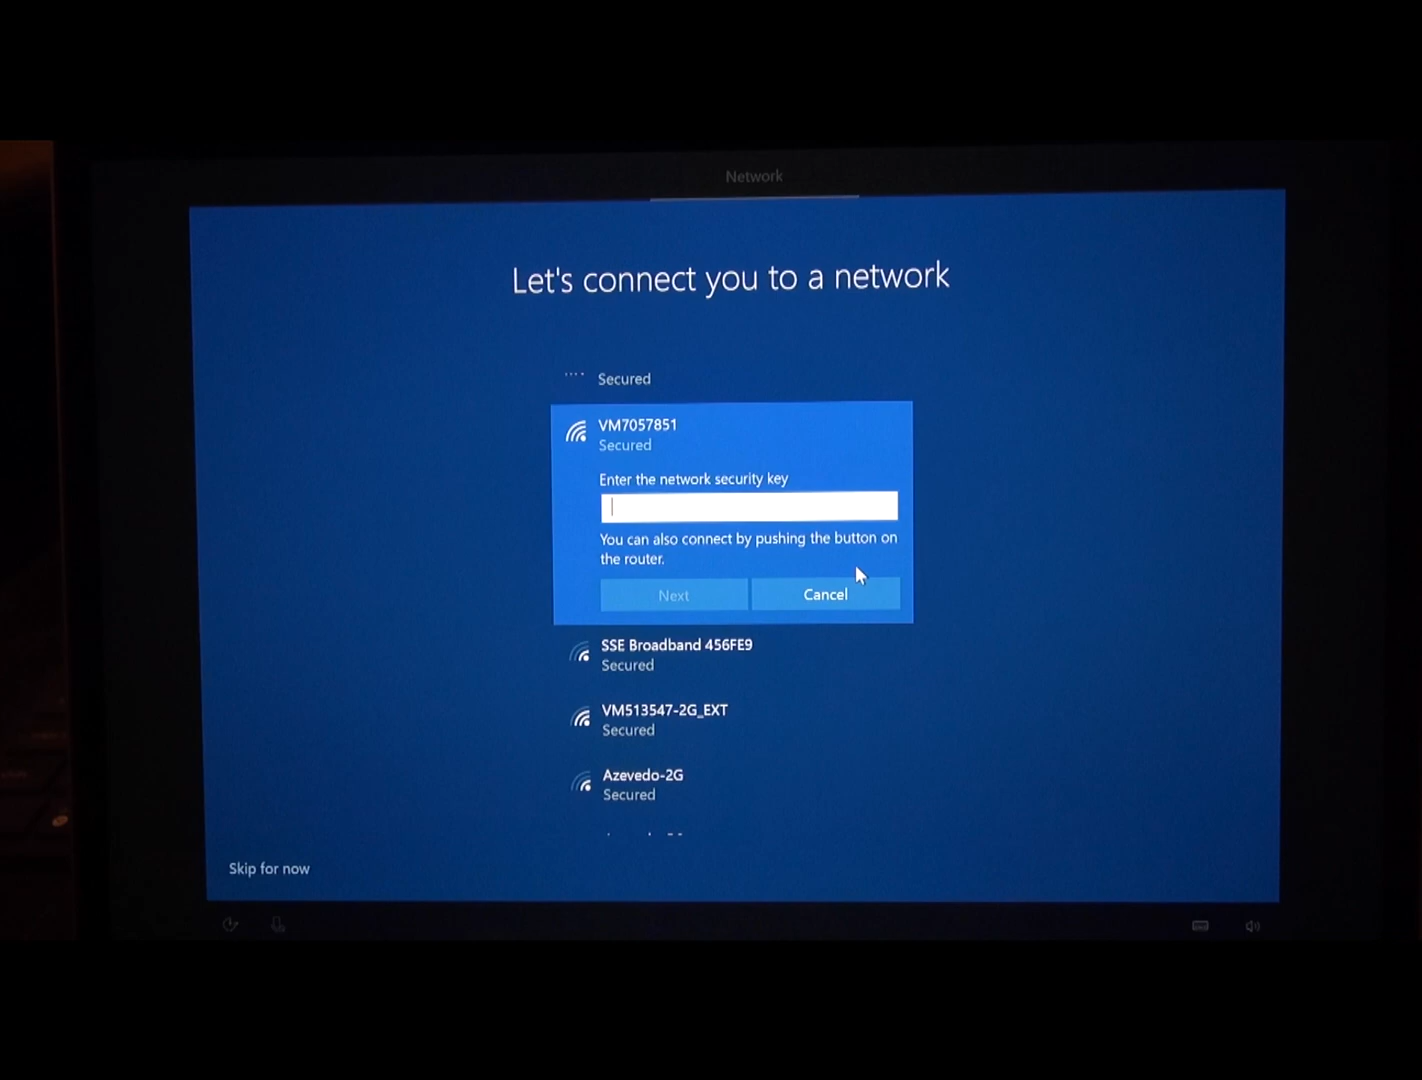 Network
Let's connect you to a network
Secured
VM7057851
Secured
Enter the network security key
You can also connect by pushing the button on
the router.
Next
Cancel
SSE Broadband 456FE9
Secured
VM513547-2G_EXT
Secured
Azevedo-2G
Secured
Skip for now